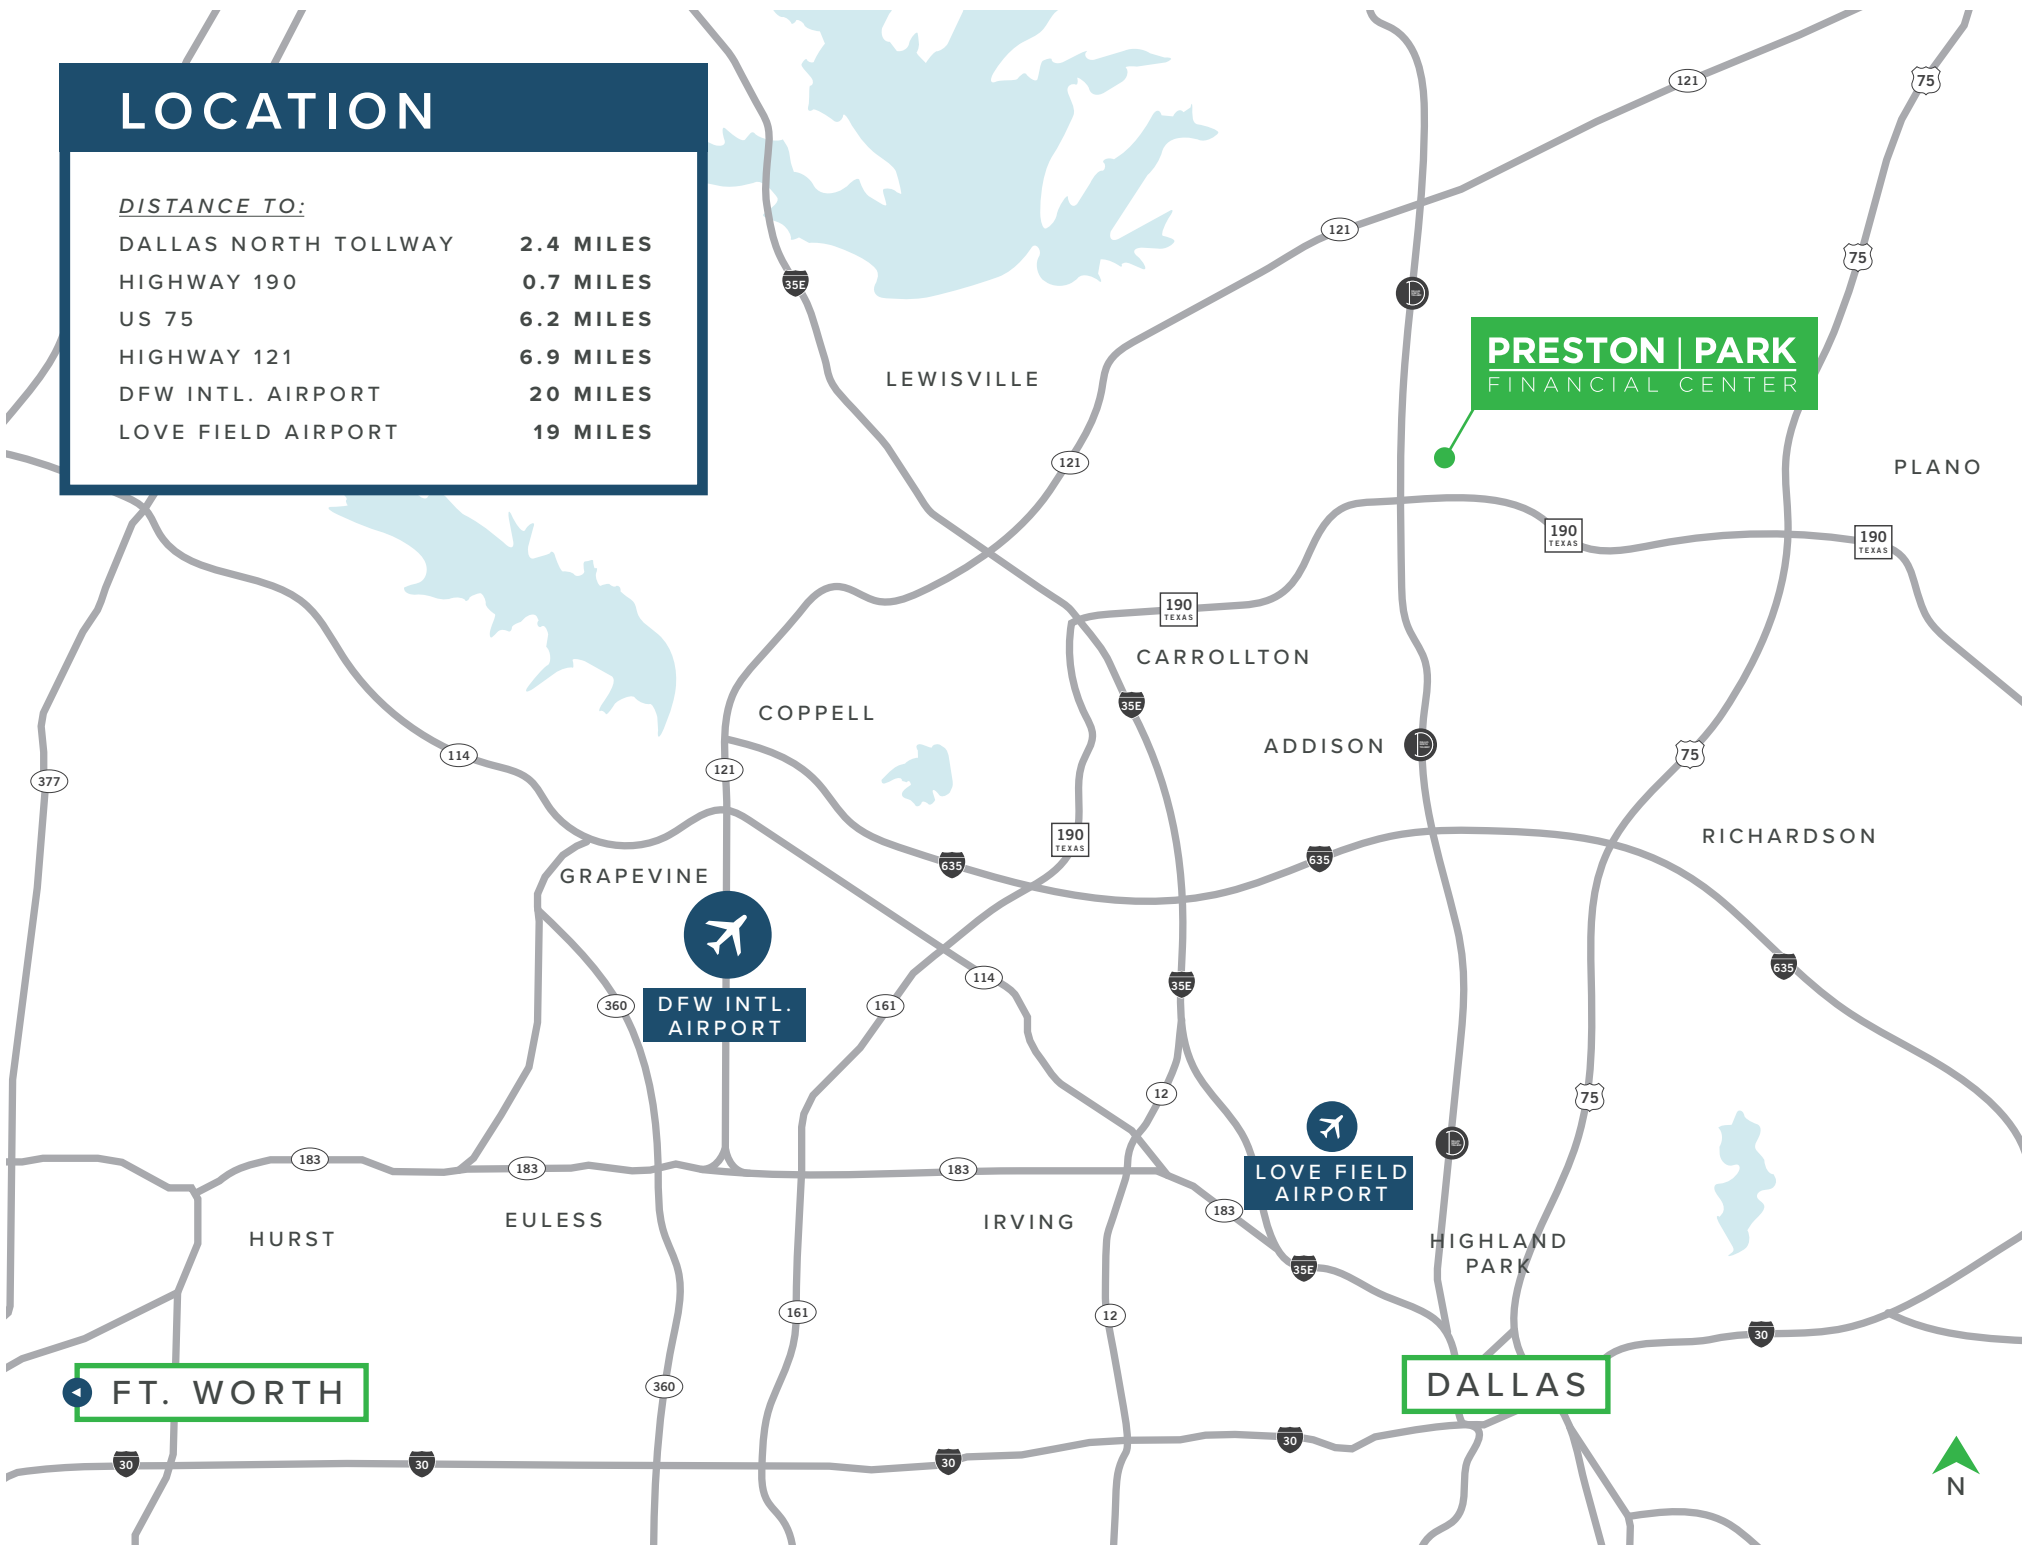 LOCATION
DISTANCE TO:
DALLAS NORTH TOLLWAY 2.4 MILES
HIGHWAY 190 0.7 MILES
US 75 6.2 MILES
HIGHWAY 121 6.9 MILES
DFW INTL. AIRPORT 20 MILES
LOVE FIELD AIRPORT 19 MILES
121
75
121
75
35E
PRESTON | PARK
FINANCIAL CENTER
LEWISVILLE
121
PLANO
190
TEXAS
190
TEXAS
190
TEXAS
CARROLLTON
35E
COPPELL
ADDISON
114
121
75
377
190
TEXAS
RICHARDSON
635
635
GRAPEVINE
635
114
35E
360
DFW INTL.
AIRPORT
161
12
75
183
183
183
LOVE FIELD
AIRPORT
183
EULESS
IRVING
HURST
HIGHLAND
PARK
35E
161
12
30
360
FT. WORTH
DALLAS
30
30
30
30
N